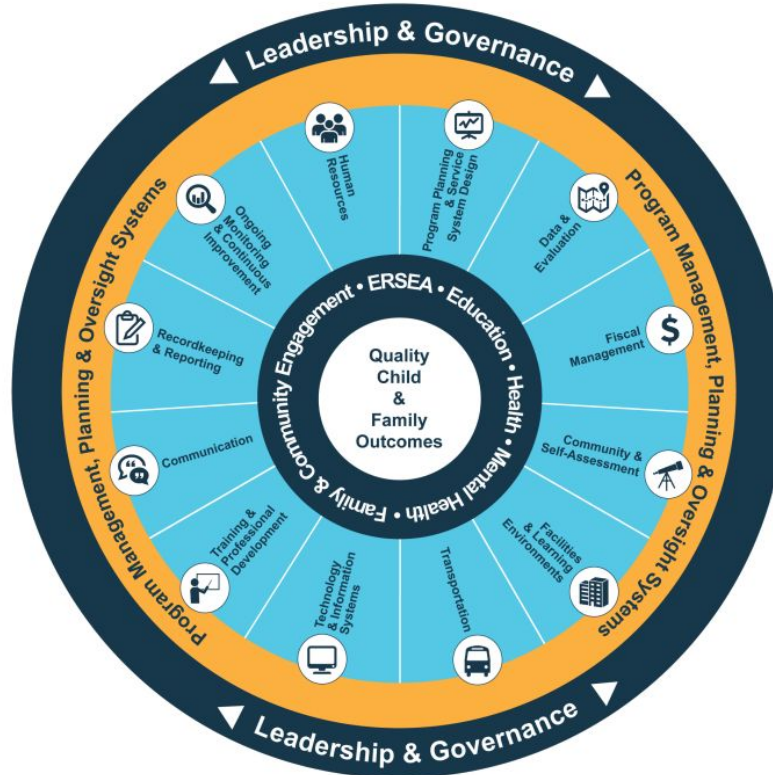 Leadership & Governance
Program Management, Planning & Oversight Systems
Program Management, Planning & Oversight Systems
Human
Resources
Program Planning
& Service
System Design
Data &
Evaluation
Fiscal
Management
Community &
Self-Assessment
Facilities
& Learning
Environments
Transportation
Technology
& Information
Systems
Training &
Professional
Development
Communication
Recordkeeping
& Reporting
Ongoing
Monitoring
& Continuous
Improvement
Family & Community Engagement • ERSEA • Education • Health • Mental Health •
Quality
Child
&
Family
Outcomes
Leadership & Governance